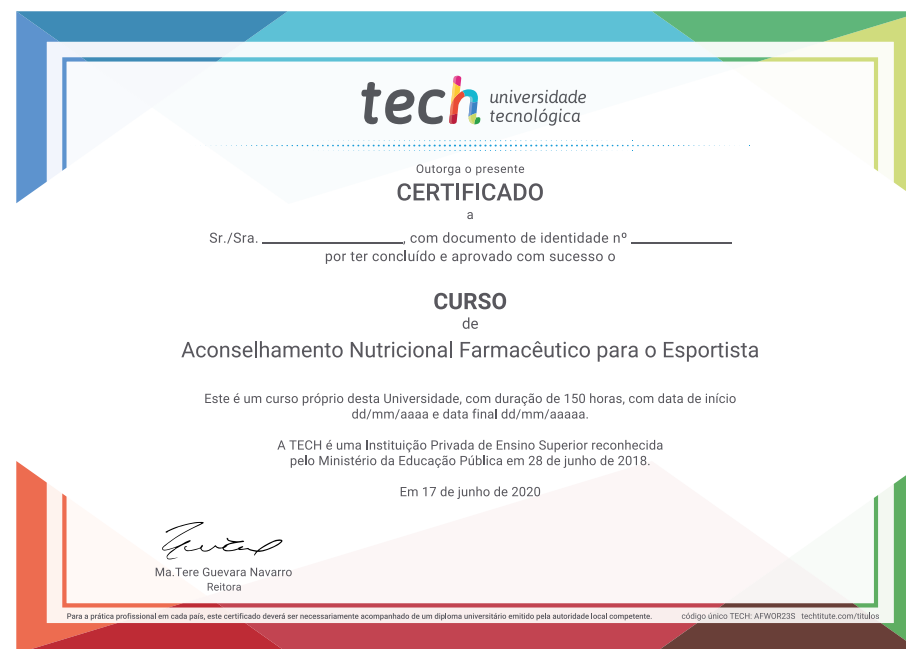 tech universidade
tecnológica
Outorga o presente
CERTIFICADO
a
Sr./Sra. ________________, com documento de identidade nº ____________
por ter concluído e aprovado com sucesso o
CURSO
de
Aconselhamento Nutricional Farmacêutico para o Esportista
Este é um curso próprio desta Universidade, com duração de 150 horas, com data de início
dd/mm/aaaa e data final dd/mm/aaaaa.
A TECH é uma Instituição Privada de Ensino Superior reconhecida
pelo Ministério da Educação Pública em 28 de junho de 2018.
Em 17 de junho de 2020
Ma.Tere Guevara Navarro
Reitora
Para a prática profissional em cada país, este certificado deverá ser necessariamente acompanhado de um diploma universitário emitido pela autoridade local competente. código único TECH: AFWOR23S techtitute.com/titulos